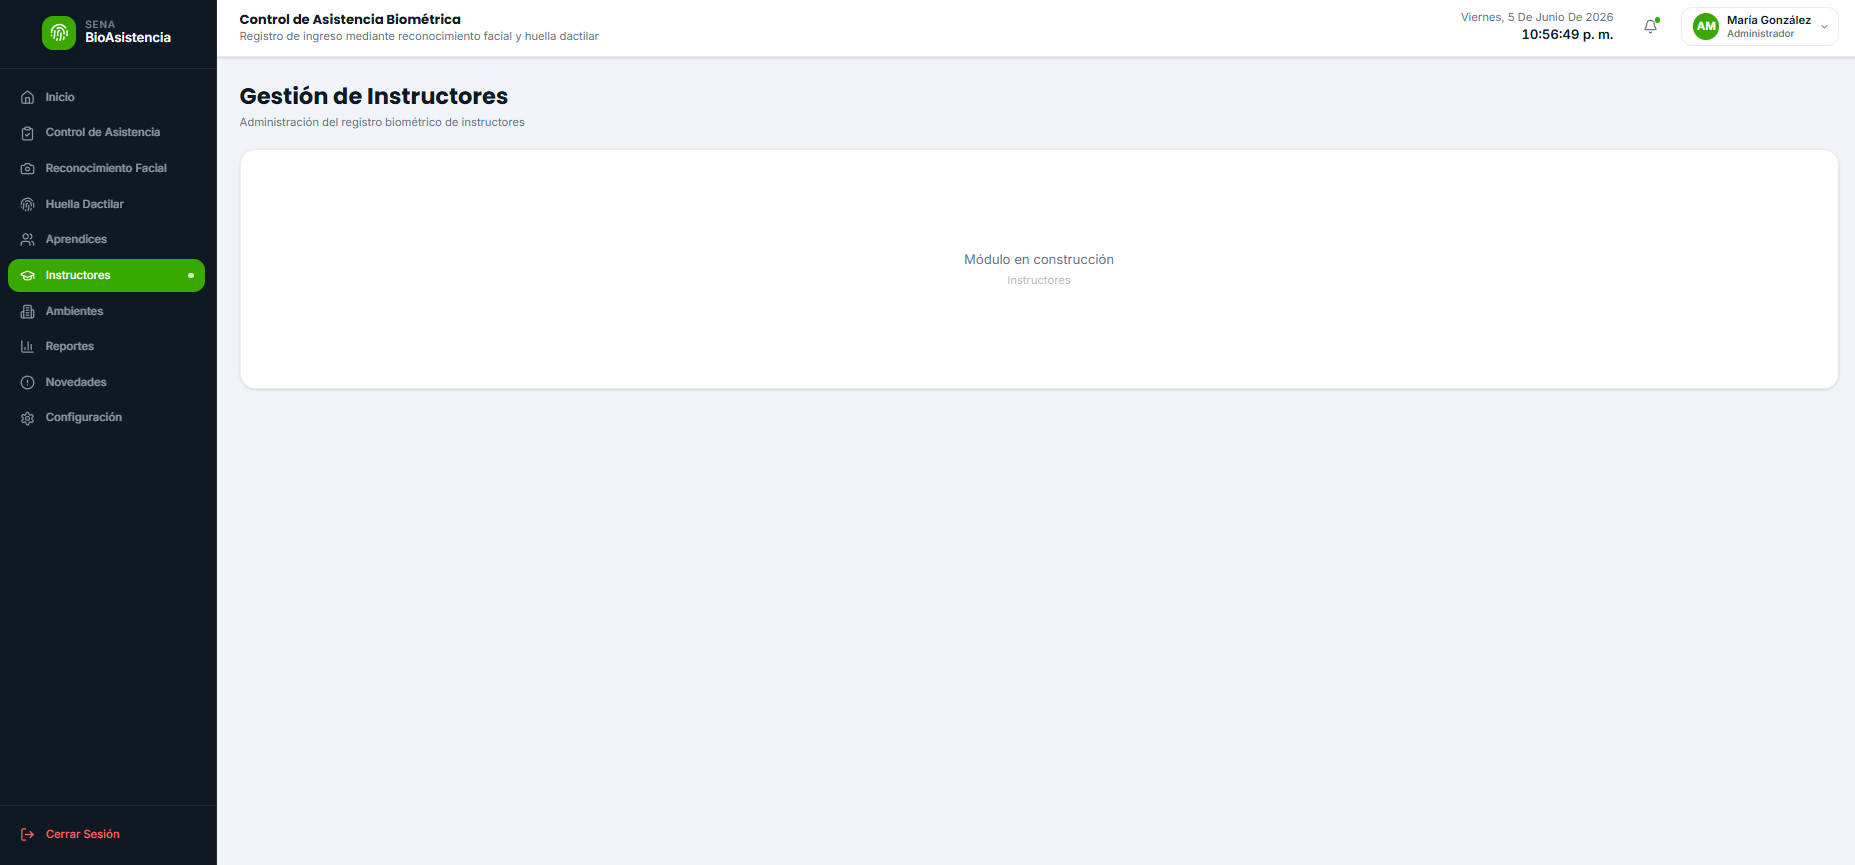 SENA
BioAsistencia
Inicio
Control de Asistencia
Reconocimiento Facial
Huella Dactilar
Aprendices
Instructores
Ambientes
Reportes
Novedades
Configuración
Cerrar Sesión
Control de Asistencia Biométrica
Registro de ingreso mediante reconocimiento facial y huella dactilar
Viernes, 5 De Junio De 2026
10:56:49 p. m.
AM
María González
Administrador
Gestión de Instructores
Administración del registro biométrico de instructores
Módulo en construcción
Instructores